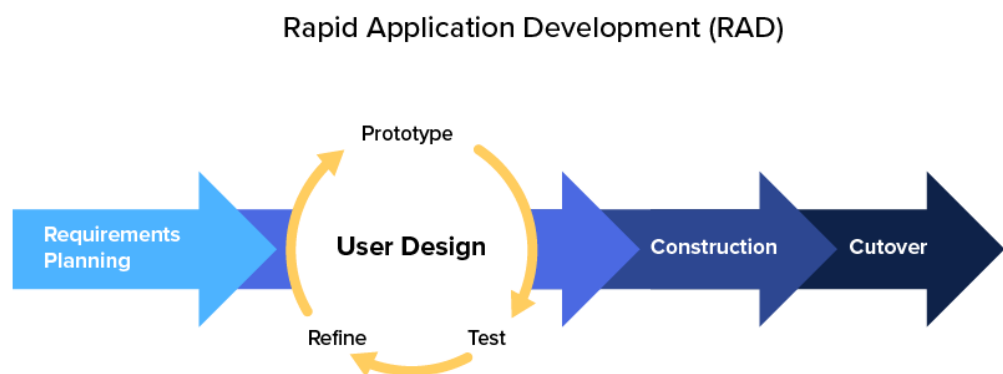 Rapid Application Development (RAD)
Prototype
Requirements
Planning
User Design
Construction
Cutover
Refine
Test